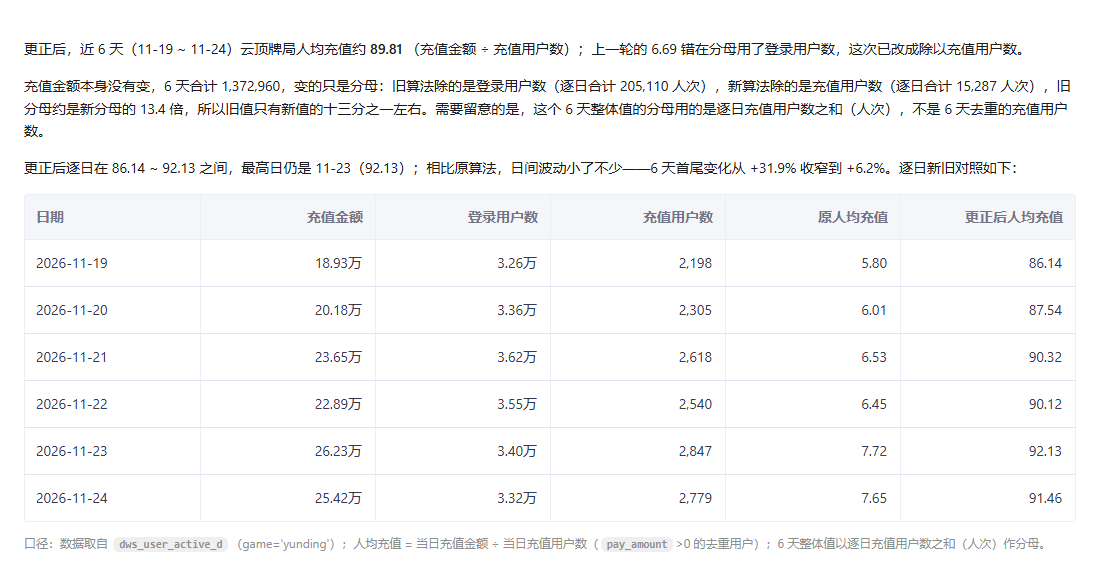 更正后，近 6 天（11-19 ~ 11-24）云顶牌局人均充值约 89.81 （充值金额 ÷ 充值用户数）；上一轮的 6.69 错在分母用了登录用户数，这次已改成除以充值用户数。
充值金额本身没有变，6 天合计 1,372,960，变的只是分母：旧算法除的是登录用户数（逐日合计 205,110 人次），新算法除的是充值用户数（逐日合计 15,287 人次），旧
分母约是新分母的 13.4 倍，所以旧值只有新值的十三分之一左右。需要留意的是，这个 6 天整体值的分母用的是逐日充值用户数之和（人次），不是 6 天去重的充值用户
数。
更正后逐日在 86.14 ~ 92.13 之间，最高日仍是 11-23（92.13）；相比原算法，日间波动小了不少——6 天首尾变化从 +31.9% 收窄到 +6.2%。逐日新旧对照如下：
日期 充值金额 登录用户数 充值用户数 原人均充值 更正后人均充值
2026-11-19 18.93万 3.26万 2,198 5.80 86.14
2026-11-20 20.18万 3.36万 2,305 6.01 87.54
2026-11-21 23.65万 3.62万 2,618 6.53 90.32
2026-11-22 22.89万 3.55万 2,540 6.45 90.12
2026-11-23 26.23万 3.40万 2,847 7.72 92.13
2026-11-24 25.42万 3.32万 2,779 7.65 91.46
口径：数据取自 dws_user_active_d （game='yunding'）；人均充值 = 当日充值金额 ÷ 当日充值用户数（ pay_amount >0 的去重用户）；6 天整体值以逐日充值用户数之和（人次）作分母。